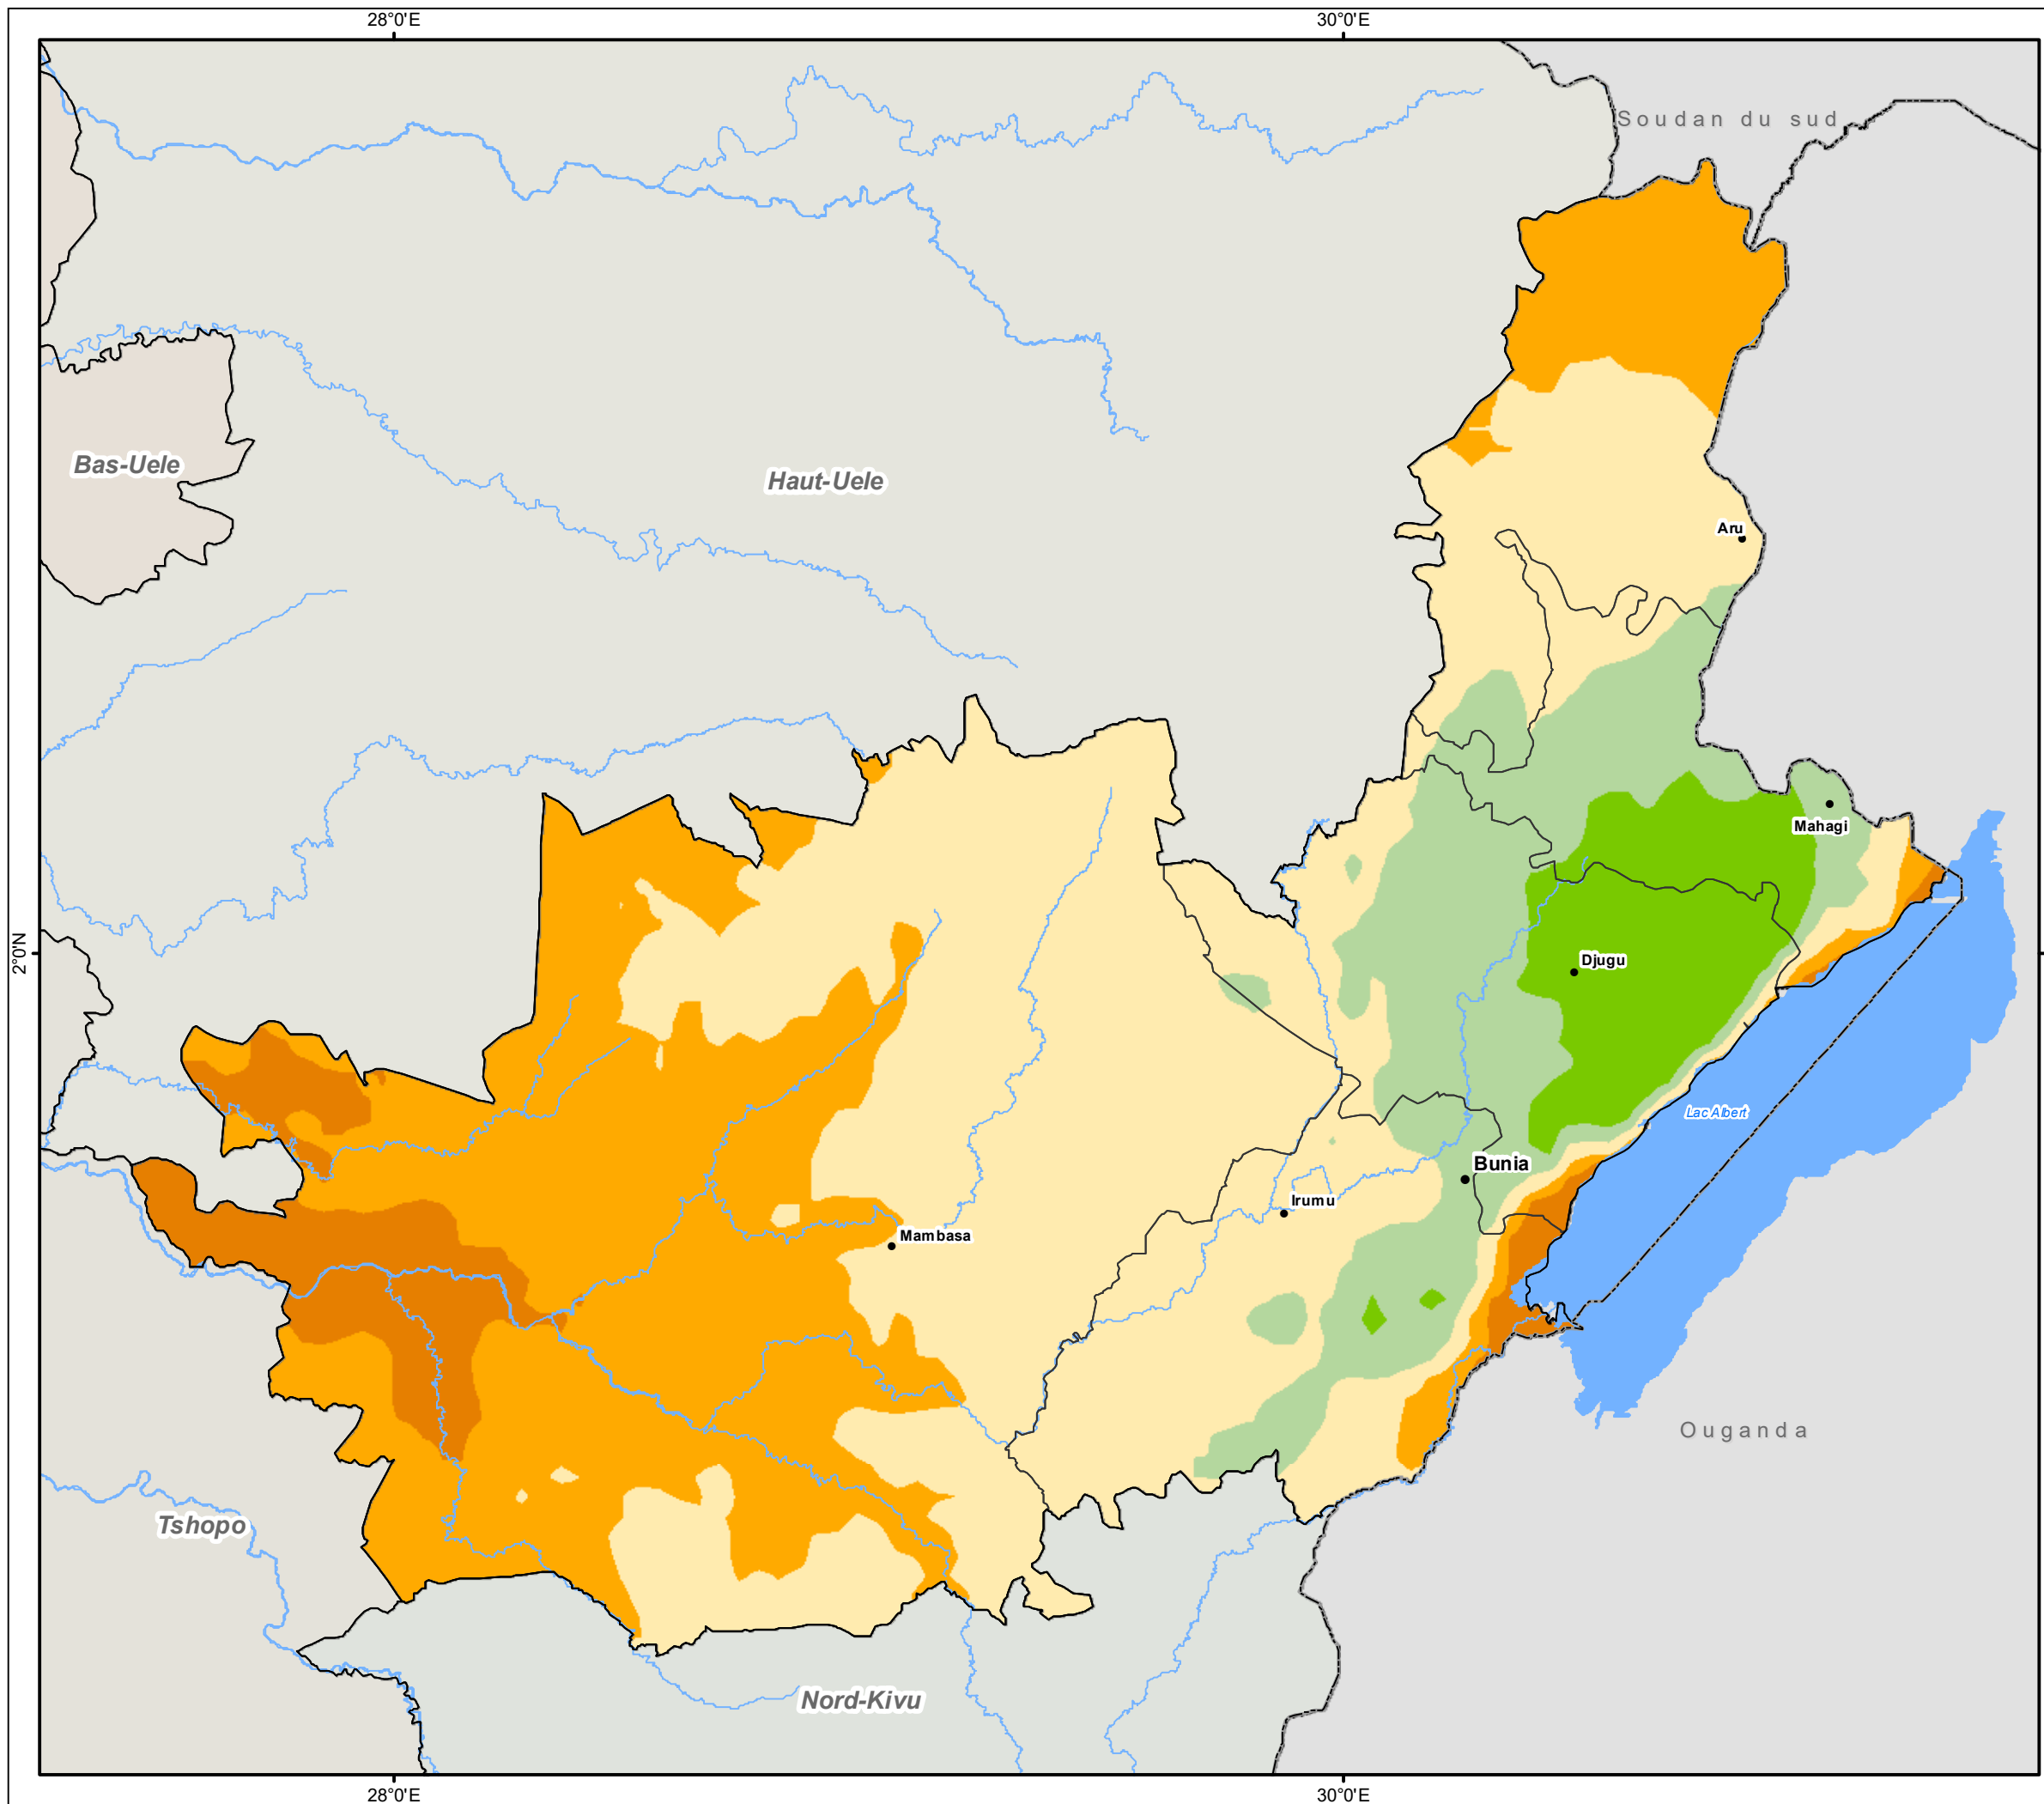 28°0'E 30°0'E
Soudan du sud
Bas-Uele
Haut-Uele
Aru
Mahagi
2°0'N
Djugu
Lac Albert
Bunia
Irumu
Mambasa
Ouganda
Tshopo
Nord-Kivu
28°0'E 30°0'E